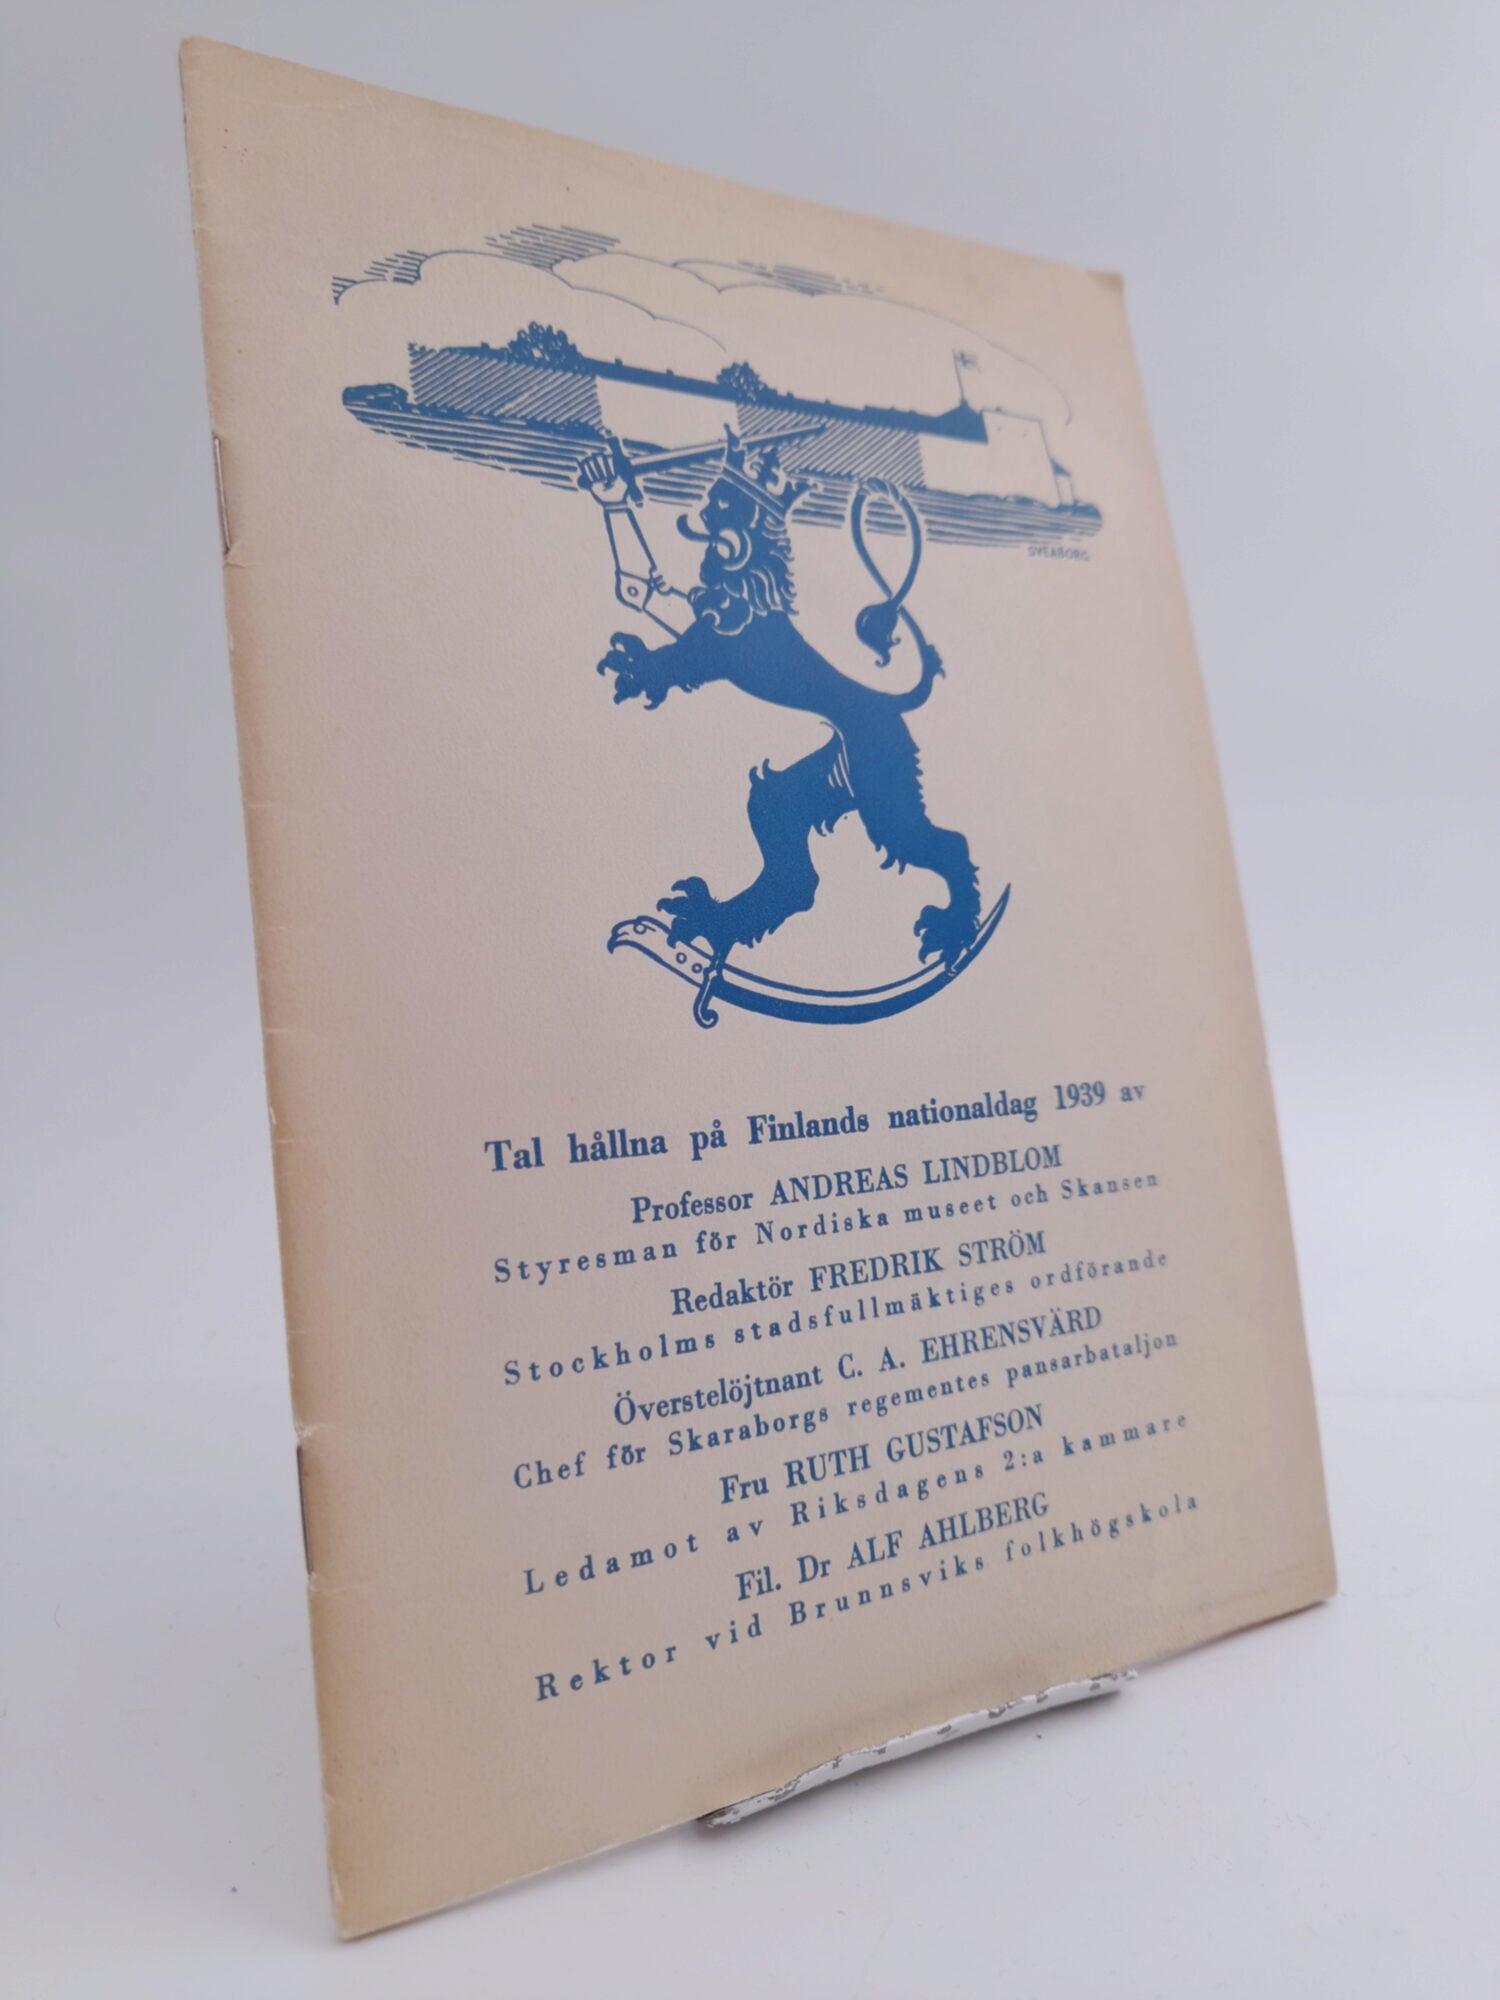 SVEABORG
Tal hållna på Finlands nationaldag 1939 av
Professor ANDREAS LINDBLOM
Styresman för Nordiska museet och Skansen
Redaktör FREDRIK STRÖM
Stockholms stadsfullmäktiges ordförande
Överstelöjtnant C. A. EHRENSVÄRD
Chef för Skaraborgs regementes pansarbataljon
Fru RUTH GUSTAFSON
Ledamot av Riksdagens 2:a kammare
Fil. Dr ALF AHLBERG
Rektor vid Brunnsviks folkhögskola